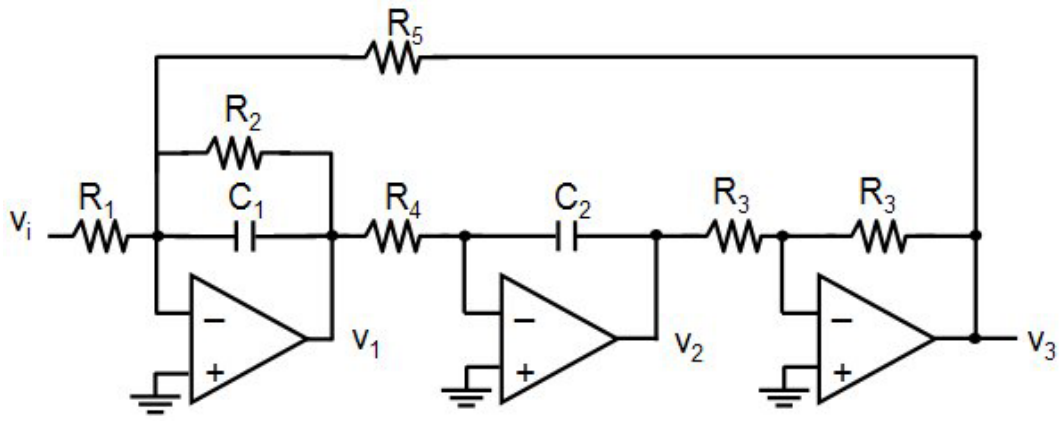 R₅
R₂
R₁ C₁ R₄ C₂ R₃ R₃
vᵢ
− − −
v₁ v₂ v₃
+ + +